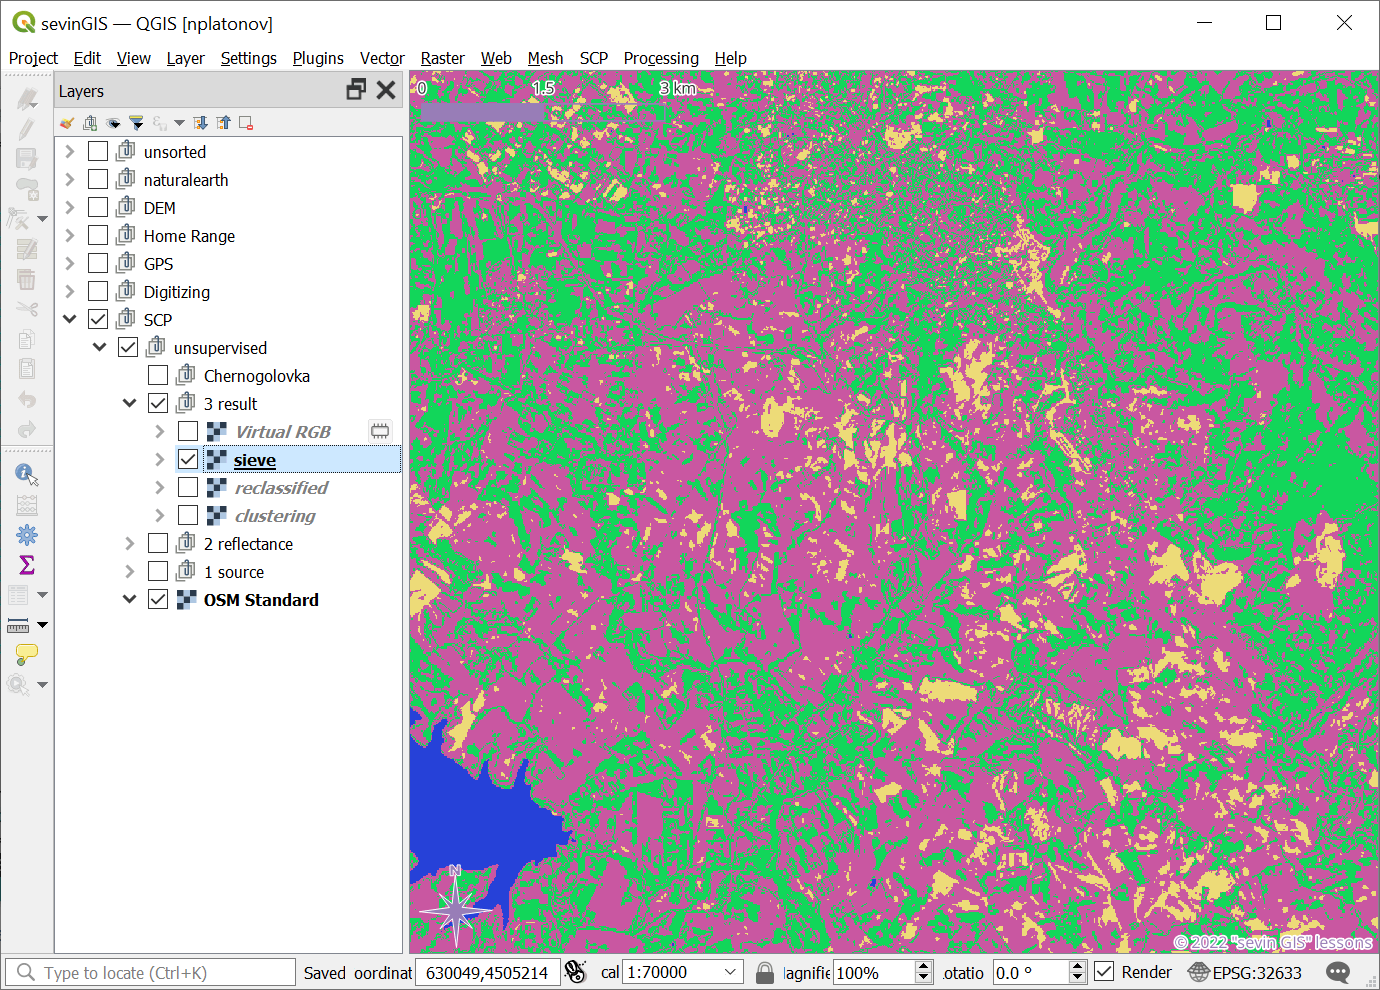 sevinGIS — QGIS [nplatonov]
Project Edit View Layer Settings Plugins Vector Raster Web Mesh SCP Processing Help
Layers
unsorted
naturalearth
DEM
Home Range
GPS
Digitizing
SCP
unsupervised
Chernogolovka
3 result
Virtual RGB
sieve
reclassified
clustering
2 reflectance
1 source
OSM Standard
0 1.5 3 km
N
© 2022 "sevin GIS" lessons
Type to locate (Ctrl+K) Saved oordinat 630049,4505214 cal 1:70000 lagnifie 100% .otatio 0.0 ° Render EPSG:32633